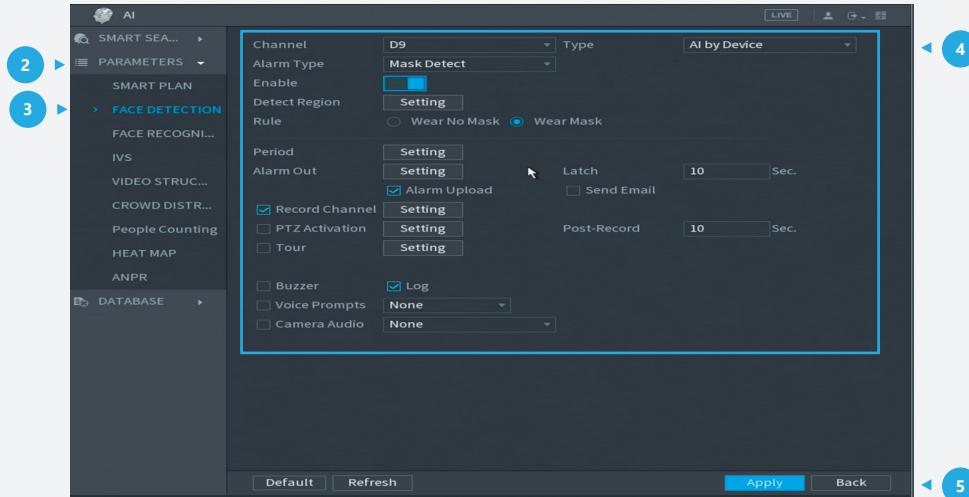 AI
LIVE
SMART SEA...
PARAMETERS
SMART PLAN
FACE DETECTION
FACE RECOGNI...
IVS
VIDEO STRUC...
CROWD DISTR...
People Counting
HEAT MAP
ANPR
DATABASE
2
3
4
5
Channel D9 Type AI by Device
Alarm Type Mask Detect
Enable
Detect Region Setting
Rule Wear No Mask Wear Mask
Period Setting
Alarm Out Setting Latch 10 Sec.
Alarm Upload Send Email
Record Channel Setting
PTZ Activation Setting Post-Record 10 Sec.
Tour Setting
Buzzer Log
Voice Prompts None
Camera Audio None
Default Refresh Apply Back